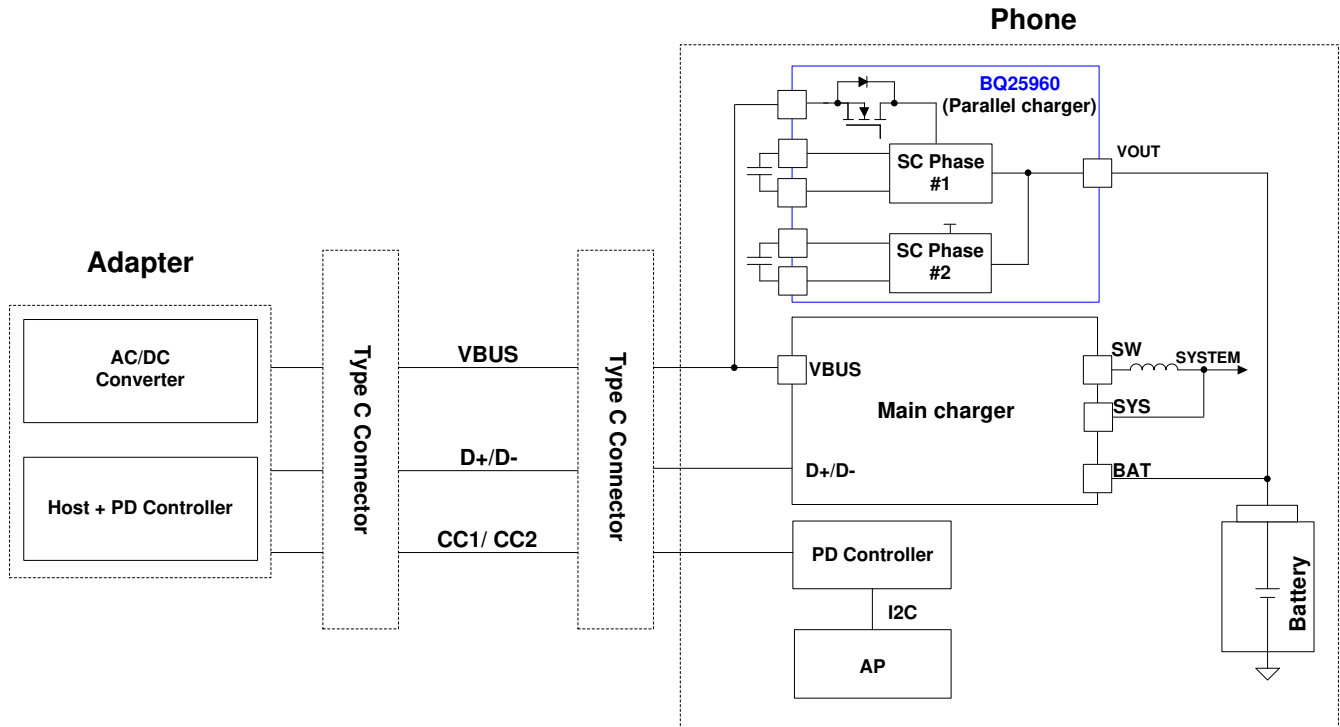 Phone
BQ25960
(Parallel charger)
SC Phase
#1
VOUT
SC Phase
#2
Adapter
AC/DC
Converter
Host + PD Controller
Type C Connector
VBUS
D+/D-
CC1/ CC2
Type C Connector
VBUS
Main charger
D+/D-
SW
SYSTEM
SYS
BAT
PD Controller
I2C
AP
Battery